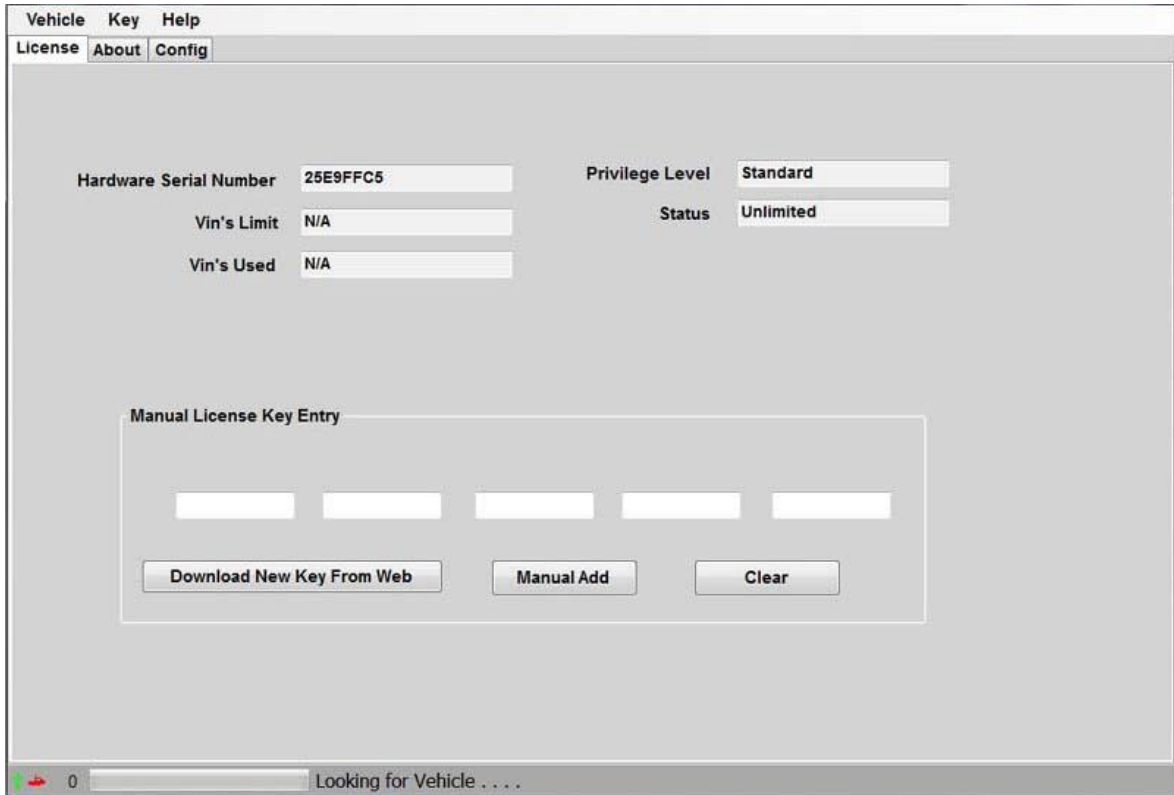 Vehicle Key Help
License About Config
Hardware Serial Number 25E9FFC5
Privilege Level Standard
Vin's Limit N/A
Status Unlimited
Vin's Used N/A
Manual License Key Entry
Download New Key From Web Manual Add Clear
0 Looking for Vehicle . . . .